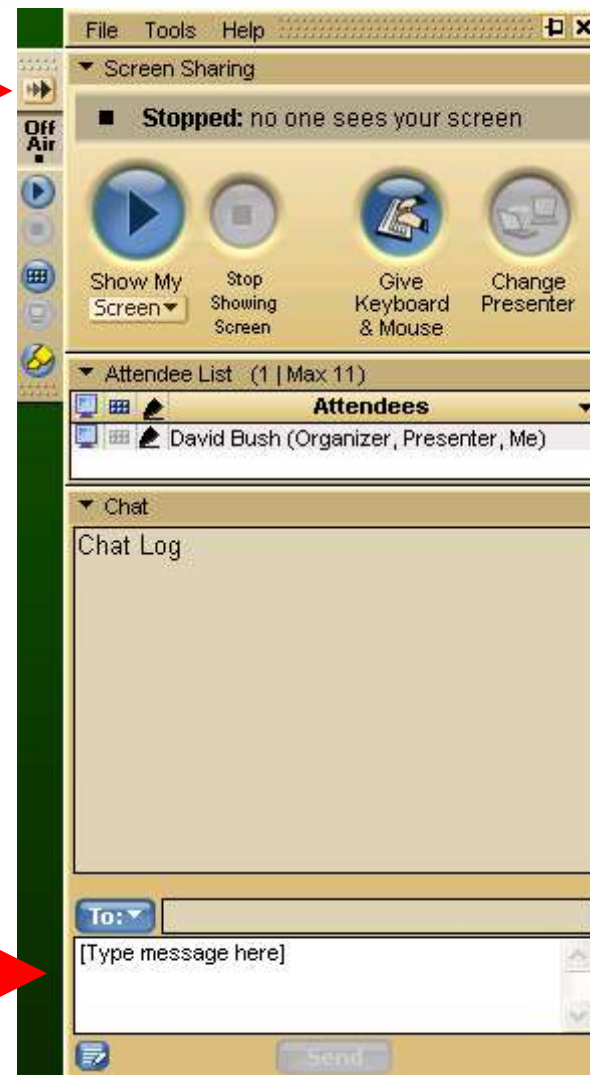 File Tools Help
Screen Sharing
Off
Air
Stopped: no one sees your screen
Show My
Screen
Stop
Showing
Screen
Give
Keyboard
& Mouse
Change
Presenter
Attendee List (1 | Max 11)
Attendees
David Bush (Organizer, Presenter, Me)
Chat
Chat Log
To:
[Type message here]
Send